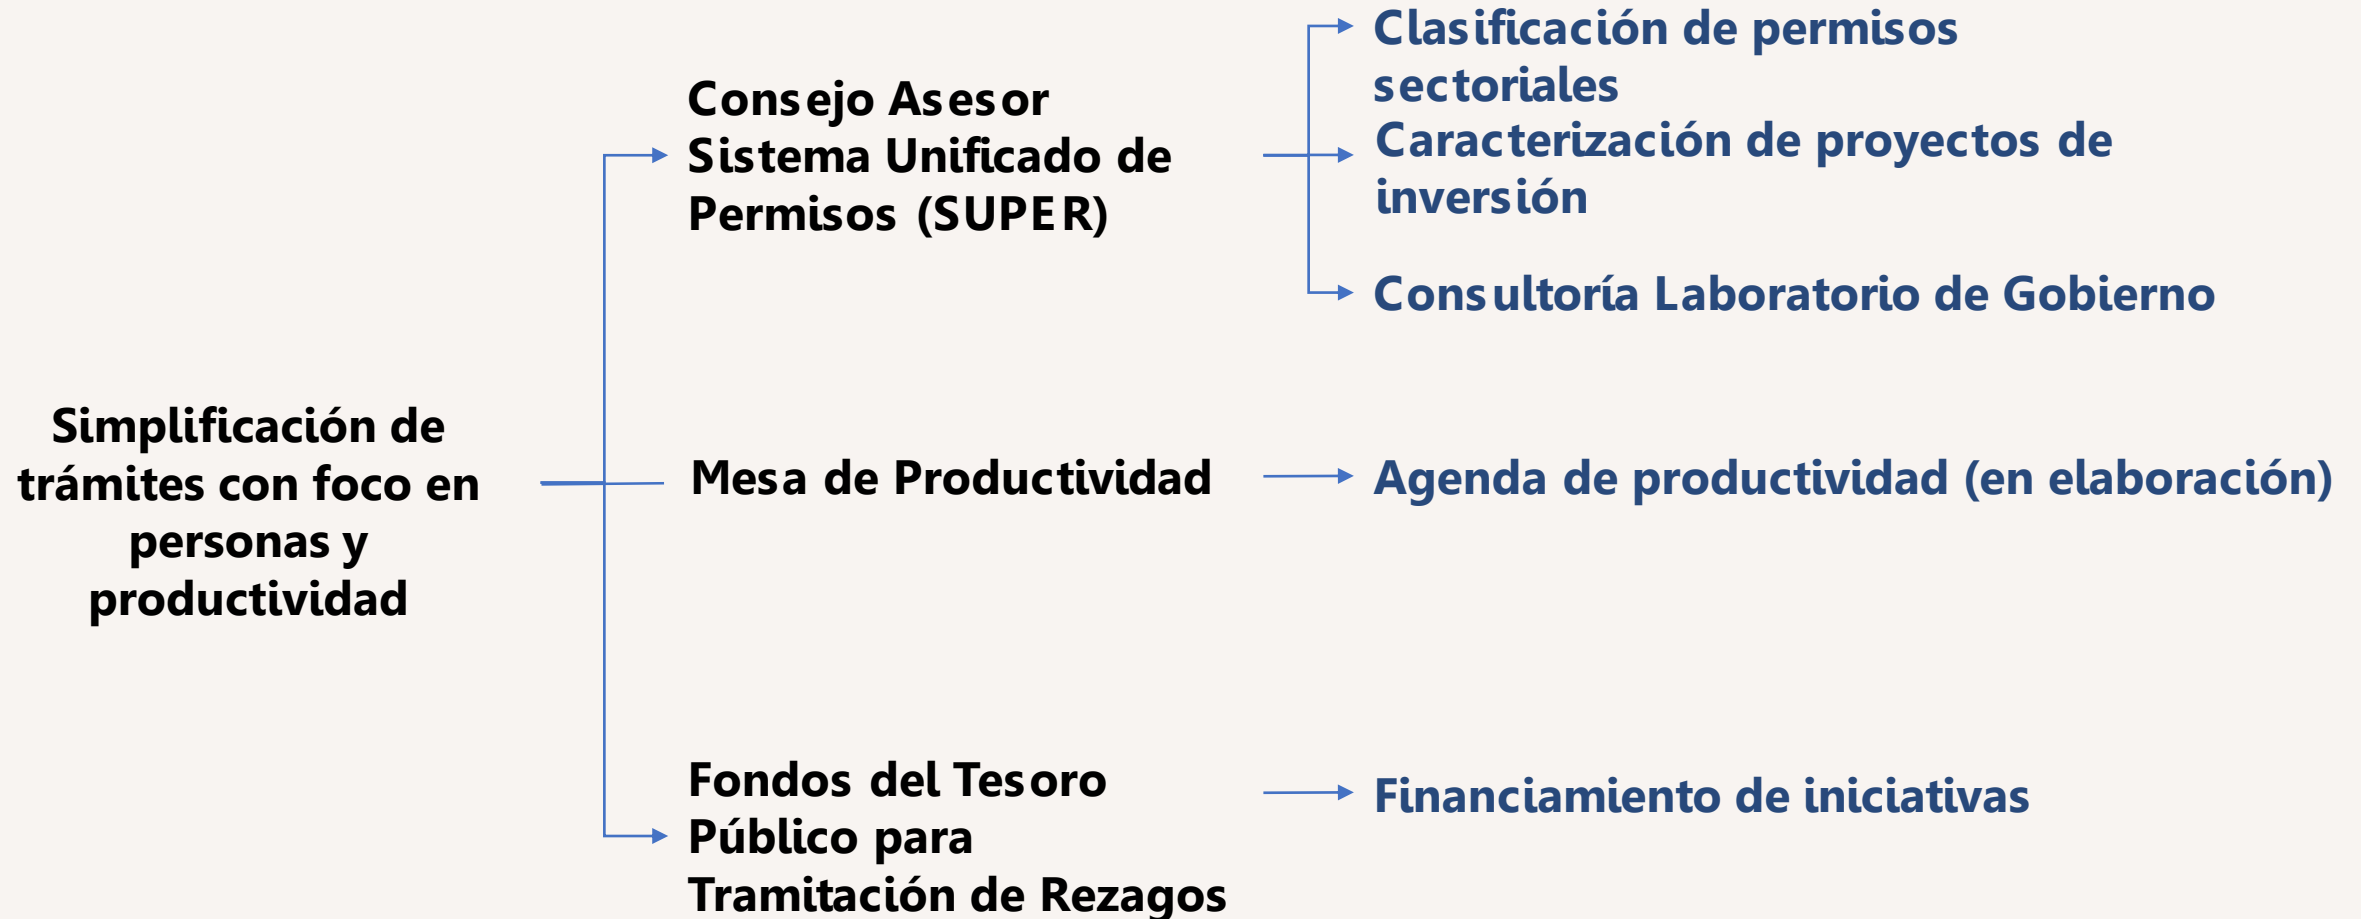 Simplificación de
trámites con foco en
personas y
productividad
Consejo Asesor
Sistema Unificado de
Permisos (SUPER)
Clasificación de permisos
sectoriales
Caracterización de proyectos de
inversión
Consultoría Laboratorio de Gobierno
Mesa de Productividad
Agenda de productividad (en elaboración)
Fondos del Tesoro
Público para
Tramitación de Rezagos
Financiamiento de iniciativas